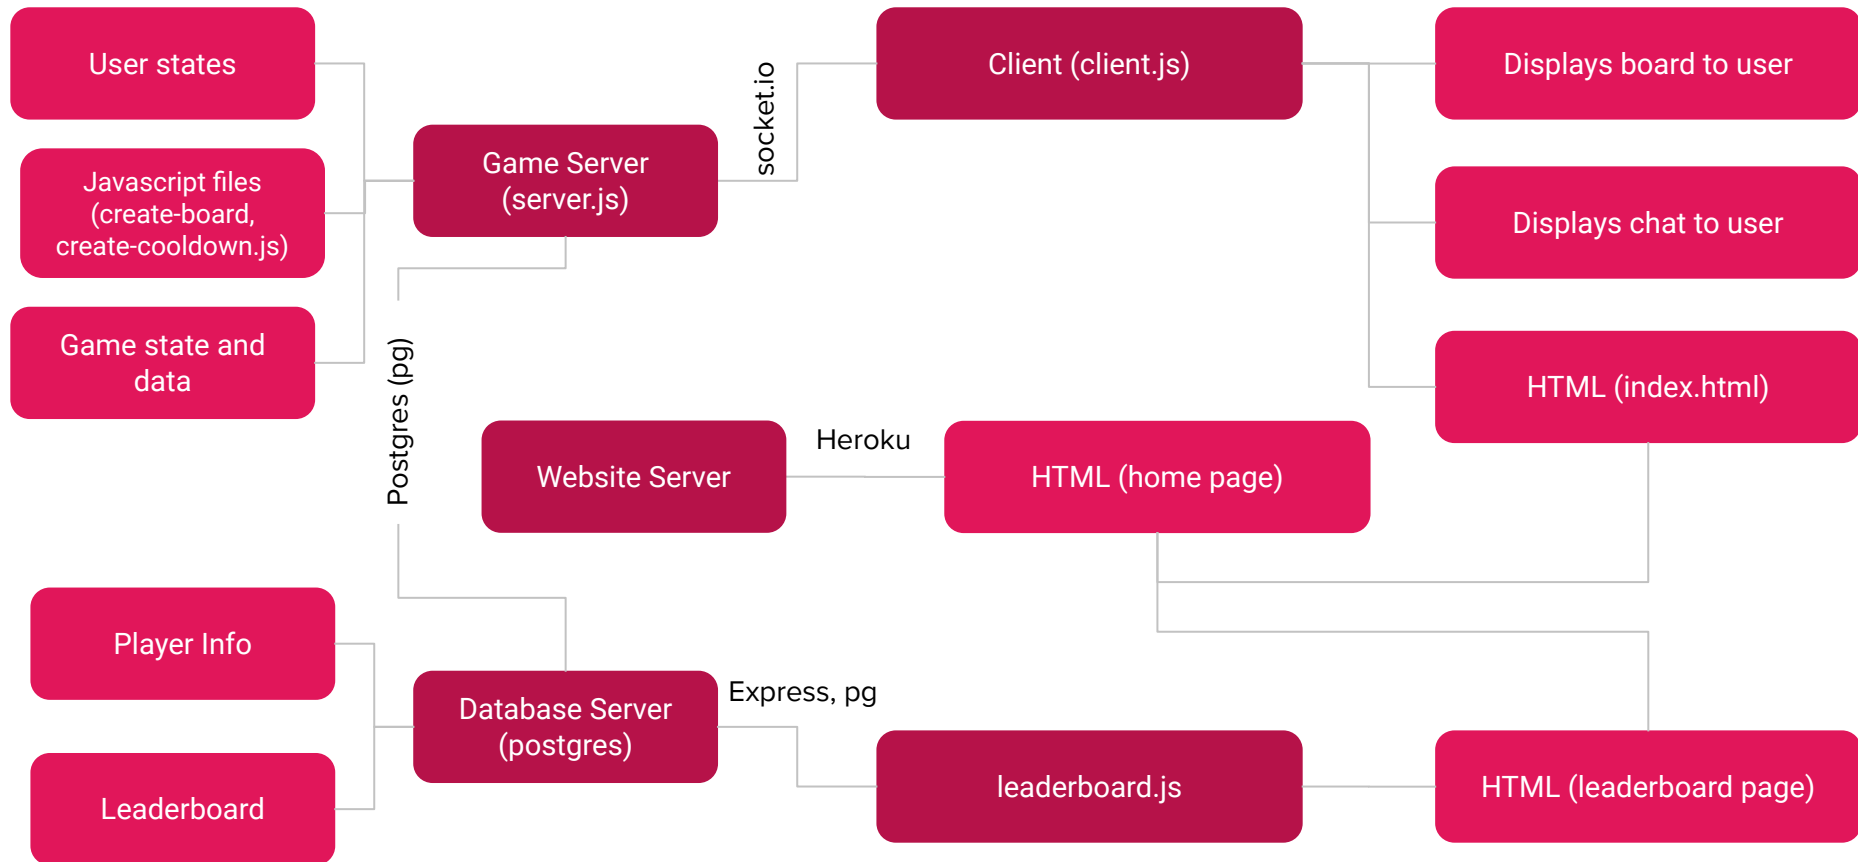 User states
Javascript files
(create-board,
create-cooldown.js)
Game state and
data
Game Server
(server.js)
socket.io
Client (client.js)
Displays board to user
Displays chat to user
HTML (index.html)
Postgres (pg)
Website Server
Heroku
HTML (home page)
Player Info
Leaderboard
Database Server
(postgres)
Express, pg
leaderboard.js
HTML (leaderboard page)